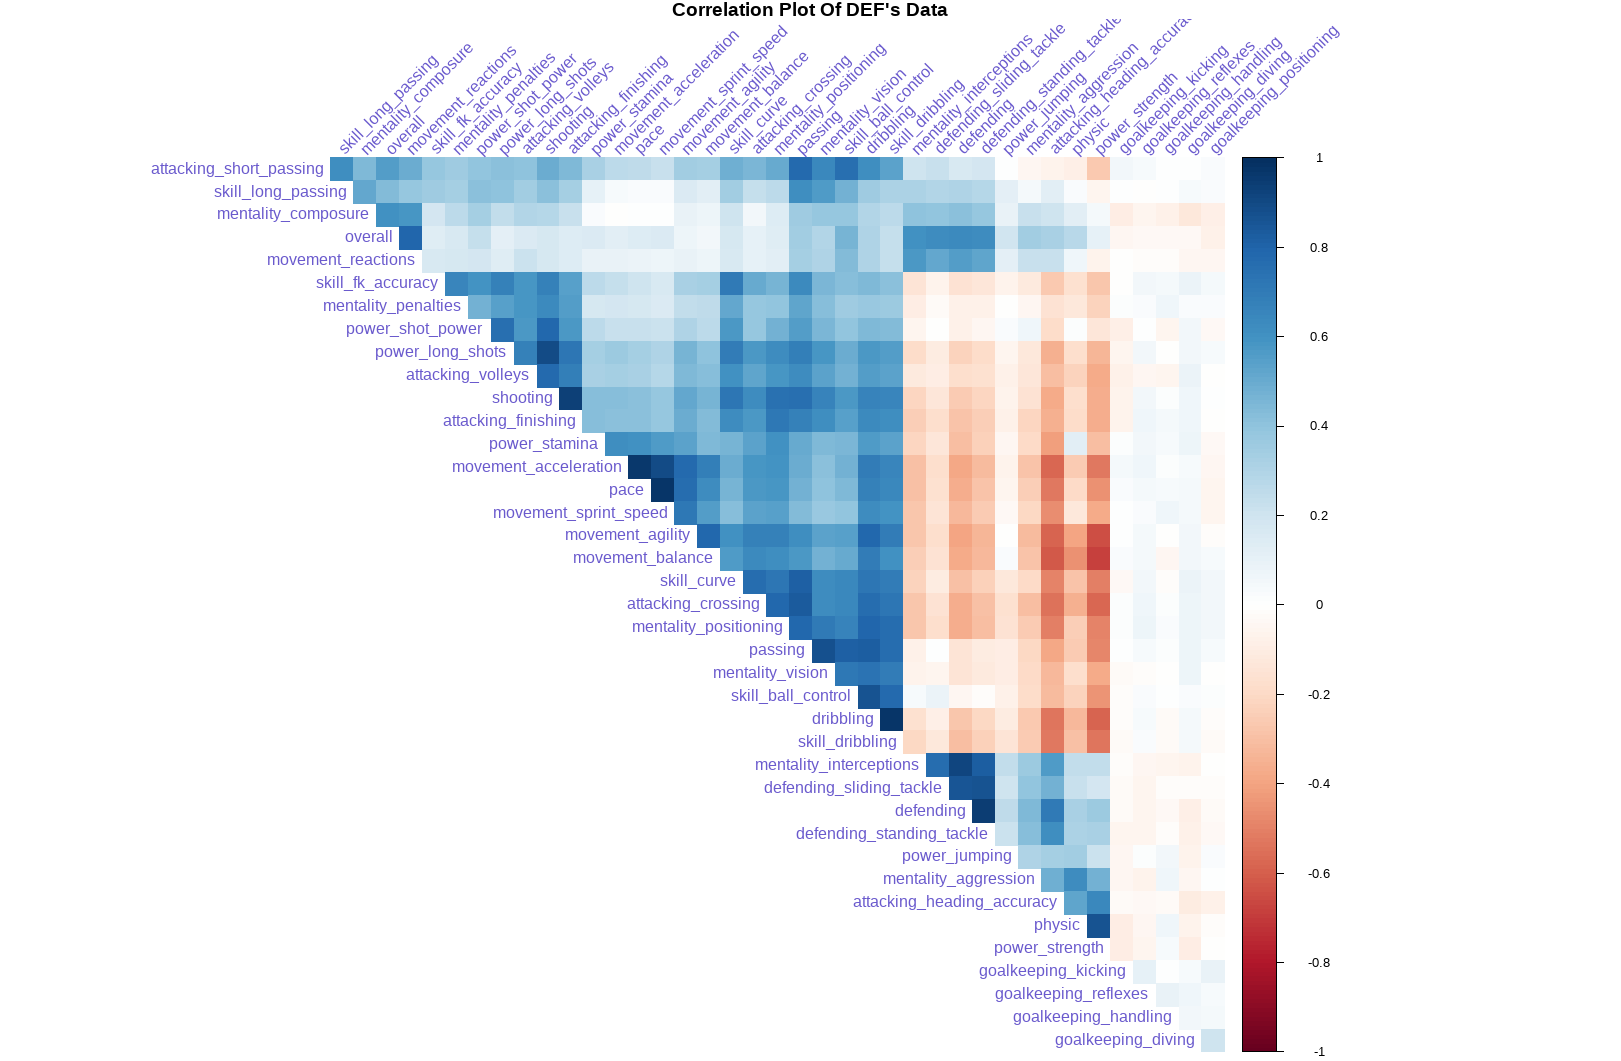 Correlation Plot Of DEF's Data
skill_long_passing
mentality_composure
overall
movement_reactions
skill_fk_accuracy
mentality_penalties
power_shot_power
power_long_shots
attacking_volleys
shooting
attacking_finishing
power_stamina
movement_acceleration
pace
movement_sprint_speed
movement_agility
movement_balance
skill_curve
attacking_crossing
mentality_positioning
passing
mentality_vision
skill_ball_control
dribbling
skill_dribbling
mentality_interceptions
defending_sliding_tackle
defending
defending_standing_tackle
power_jumping
mentality_aggression
attacking_heading_accurac
physic
power_strength
goalkeeping_kicking
goalkeeping_reflexes
goalkeeping_handling
goalkeeping_diving
goalkeeping_positioning
attacking_short_passing
skill_long_passing
mentality_composure
overall
movement_reactions
skill_fk_accuracy
mentality_penalties
power_shot_power
power_long_shots
attacking_volleys
shooting
attacking_finishing
power_stamina
movement_acceleration
pace
movement_sprint_speed
movement_agility
movement_balance
skill_curve
attacking_crossing
mentality_positioning
passing
mentality_vision
skill_ball_control
dribbling
skill_dribbling
mentality_interceptions
defending_sliding_tackle
defending
defending_standing_tackle
power_jumping
mentality_aggression
attacking_heading_accuracy
physic
power_strength
goalkeeping_kicking
goalkeeping_reflexes
goalkeeping_handling
goalkeeping_diving
1
0.8
0.6
0.4
0.2
0
-0.2
-0.4
-0.6
-0.8
-1